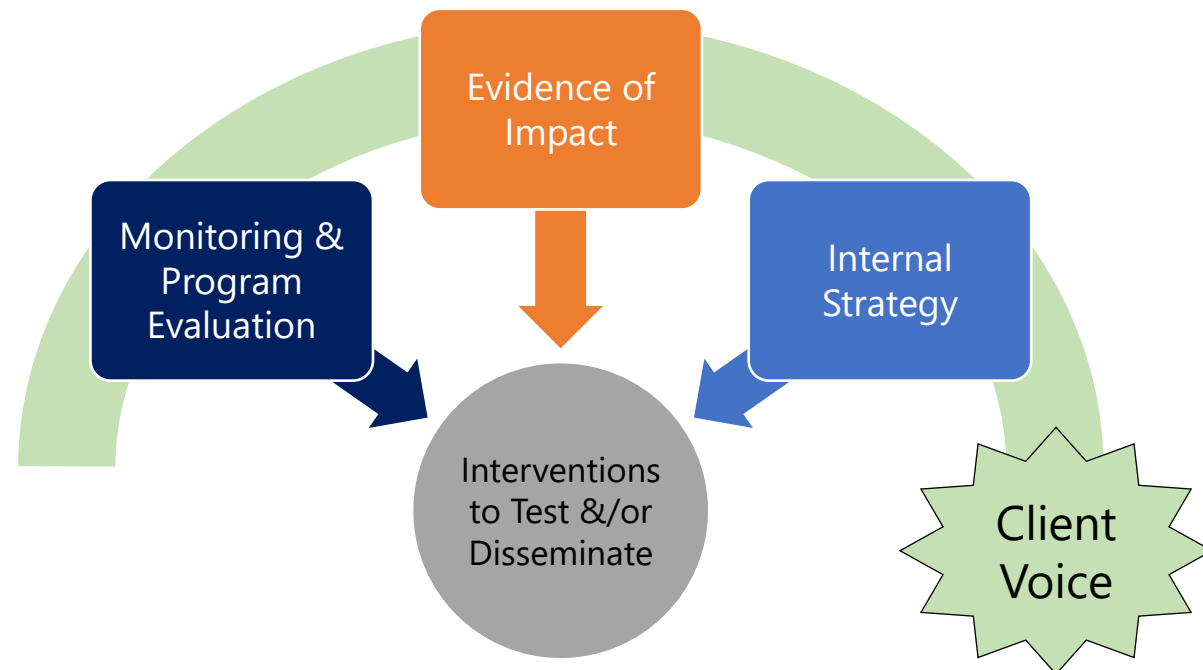 Evidence of
Impact
Monitoring &
Program
Evaluation
Internal
Strategy
Interventions
to Test &/or
Disseminate
Client
Voice